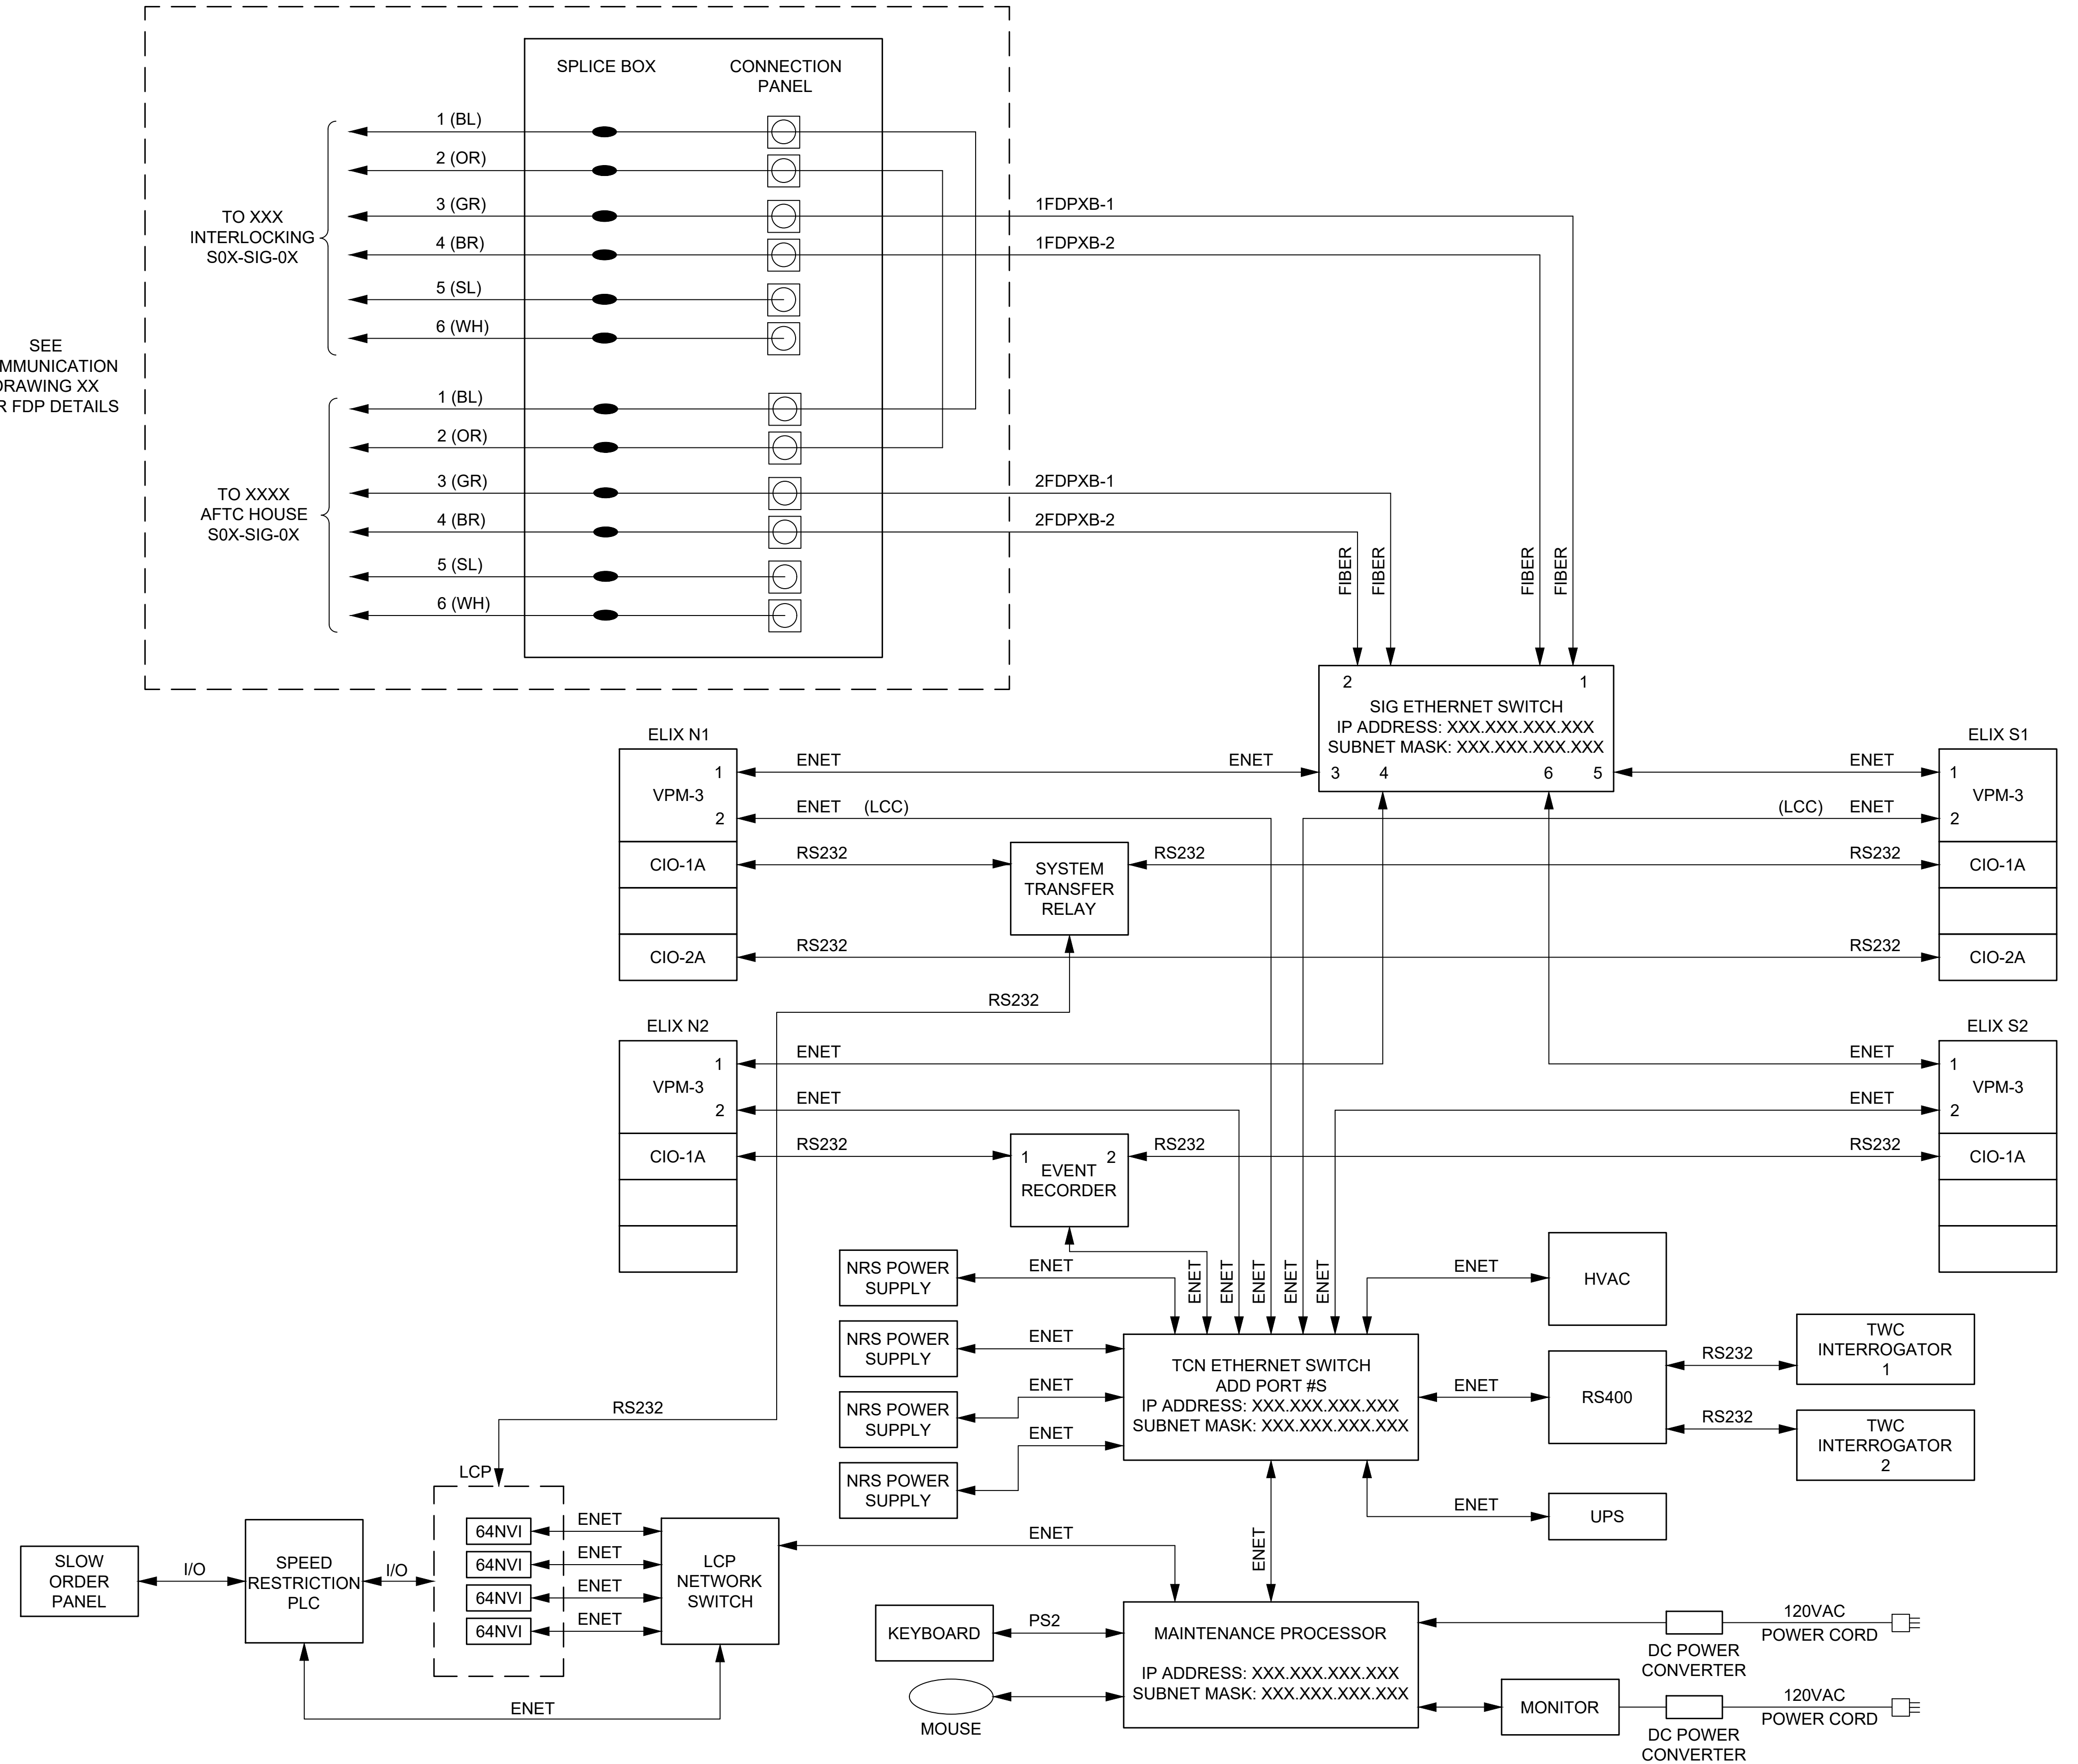 SPLICE BOX
CONNECTION
PANEL
1 (BL)
2 (OR)
3 (GR)
4 (BR)
5 (SL)
6 (WH)
TO XXX
INTERLOCKING
S0X-SIG-0X
1FDPXB-1
1FDPXB-2
SEE
MMUNICATION
DRAWING XX
R FDP DETAILS
1 (BL)
2 (OR)
3 (GR)
4 (BR)
5 (SL)
6 (WH)
TO XXXX
AFTC HOUSE
S0X-SIG-0X
2FDPXB-1
2FDPXB-2
FIBER
FIBER
FIBER
FIBER
2
1
SIG ETHERNET SWITCH
IP ADDRESS: XXX.XXX.XXX.XXX
SUBNET MASK: XXX.XXX.XXX.XXX
3
4
6
5
ELIX N1
1
VPM-3
2
CIO-1A
CIO-2A
ENET
ENET
ENET (LCC)
RS232
RS232
SYSTEM
TRANSFER
RELAY
RS232
RS232
ELIX S1
1
VPM-3
2
CIO-1A
CIO-2A
ENET
(LCC) ENET
RS232
RS232
ELIX N2
1
VPM-3
2
CIO-1A
ENET
ENET
RS232
1
2
EVENT
RECORDER
RS232
ELIX S2
1
VPM-3
2
CIO-1A
ENET
ENET
RS232
NRS POWER
SUPPLY
ENET
NRS POWER
SUPPLY
ENET
NRS POWER
SUPPLY
ENET
NRS POWER
SUPPLY
ENET
ENET
ENET
ENET
ENET
ENET
TCN ETHERNET SWITCH
ADD PORT #S
IP ADDRESS: XXX.XXX.XXX.XXX
SUBNET MASK: XXX.XXX.XXX.XXX
ENET
HVAC
ENET
RS400
RS232
TWC
INTERROGATOR
1
RS232
TWC
INTERROGATOR
2
ENET
UPS
RS232
LCP
64NVI
64NVI
64NVI
64NVI
ENET
ENET
ENET
ENET
LCP
NETWORK
SWITCH
SLOW
ORDER
PANEL
I/O
SPEED
RESTRICTION
PLC
I/O
ENET
ENET
ENET
KEYBOARD
PS2
MOUSE
MAINTENANCE PROCESSOR
IP ADDRESS: XXX.XXX.XXX.XXX
SUBNET MASK: XXX.XXX.XXX.XXX
MONITOR
DC POWER
CONVERTER
120VAC
POWER CORD
DC POWER
CONVERTER
120VAC
POWER CORD